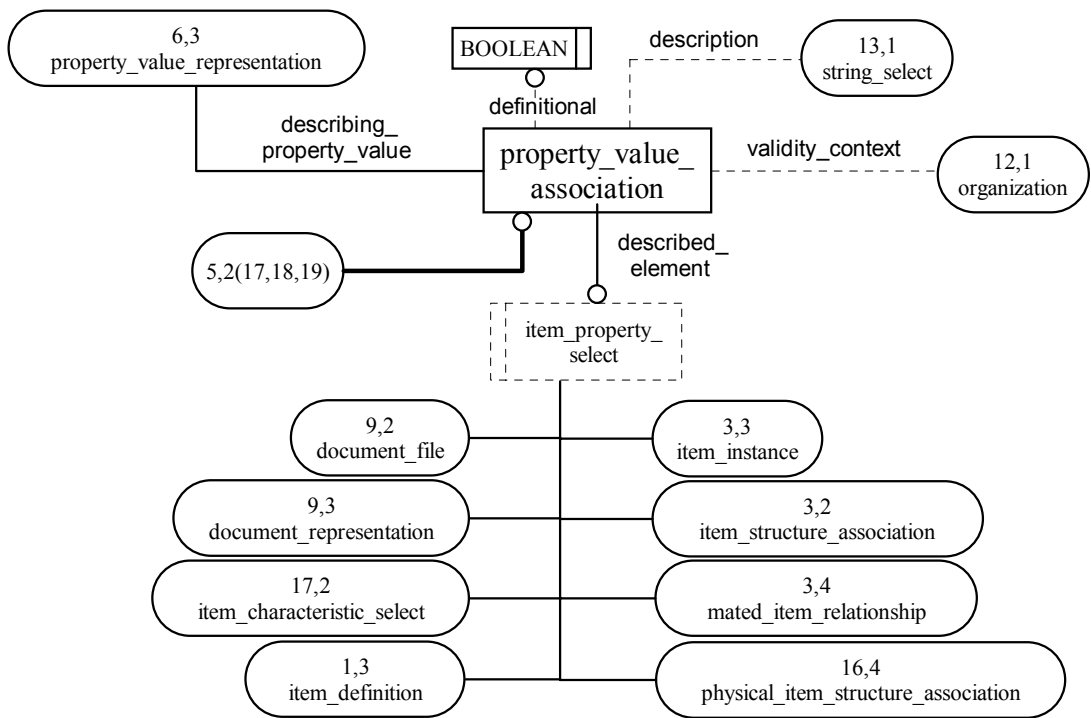 6,3
property_value_representation
BOOLEAN
description
13,1
string_select
definitional
describing_
property_value
property_value_
association
validity_context
12,1
organization
5,2(17,18,19)
described_
element
item_property_
select
9,2
document_file
3,3
item_instance
9,3
document_representation
3,2
item_structure_association
17,2
item_characteristic_select
3,4
mated_item_relationship
1,3
item_definition
16,4
physical_item_structure_association